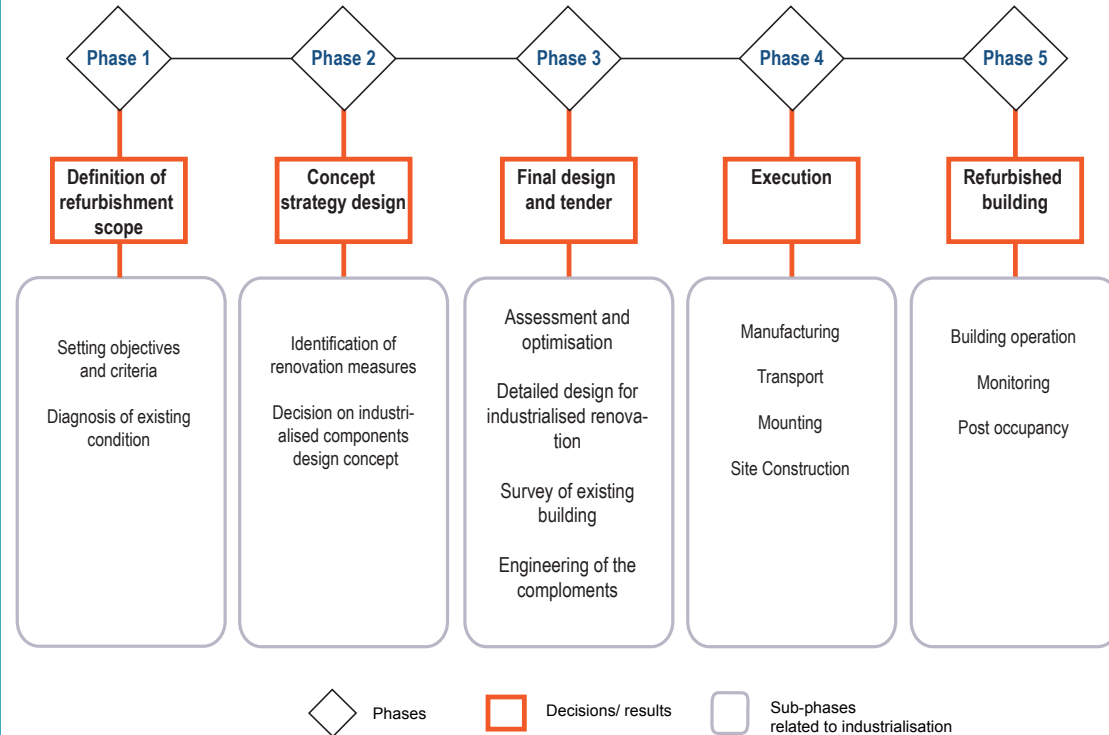 Phase 1
Phase 2
Phase 3
Phase 4
Phase 5
Definition of
refurbishment
scope
Concept
strategy design
Final design
and tender
Execution
Refurbished
building
Setting objectives
and criteria
Diagnosis of existing
condition
Identification of
renovation measures
Decision on industri-
alised components
design concept
Assessment and
optimisation
Detailed design for
industrialised renova-
tion
Survey of existing
building
Engineering of the
comploments
Manufacturing
Transport
Mounting
Site Construction
Building operation
Monitoring
Post occupancy
Phases
Decisions/ results
Sub-phases
related to industrialisation